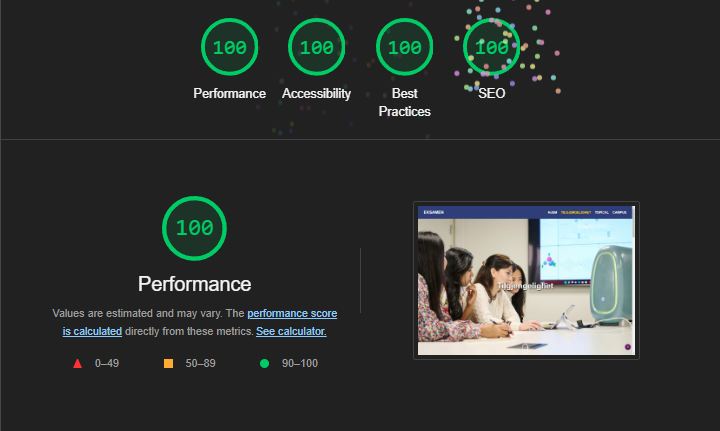 100
100
100
100
Performance
Accessibility
Best
Practices
SEO
100
Performance
Values are estimated and may vary. The performance score
is calculated directly from these metrics. See calculator.
0–49
50–89
90–100
EKSAMEN
TILGJENGELIGHET
CAMPUS
Tilgjengelighet